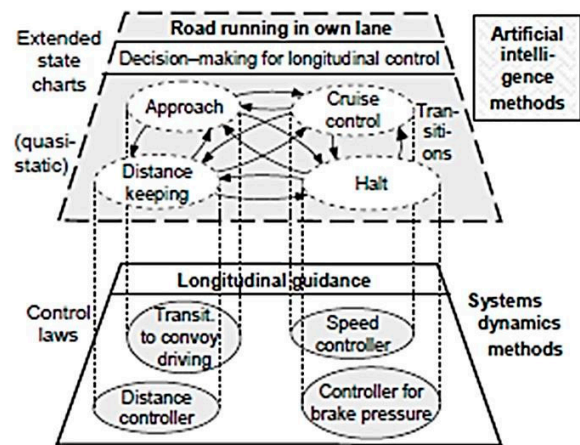 Road running in own lane
Extended
state
charts
Decision–making for longitudinal control
Artificial
intelli-
gence
methods
Approach
Cruise
control
Tran-
sitions
(quasi-
static)
Distance
keeping
Halt
Longitudinal guidance
Control
laws
Transit.
to convoy
driving
Speed
controller
Systems
dynamics
methods
Distance
controller
Controller for
brake pressure